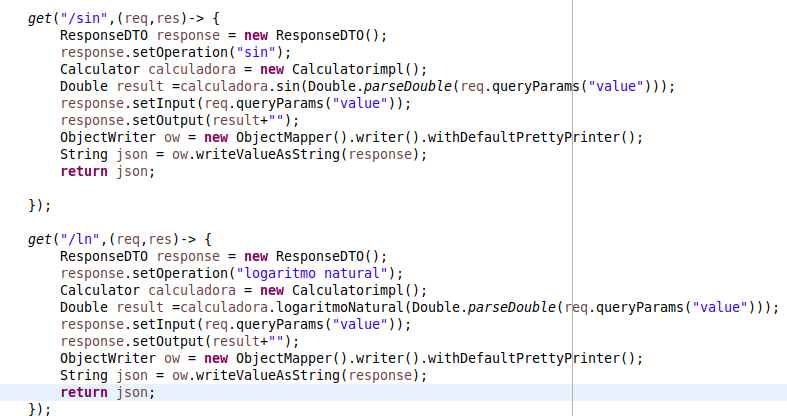 get("/sin",(req,res)-> {
ResponseDTO response = new ResponseDTO();
response.setOperation("sin");
Calculator calculadora = new Calculatorimpl();
Double result =calculadora.sin(Double.parseDouble(req.queryParams("value")));
response.setInput(req.queryParams("value"));
response.setOutput(result+"");
ObjectWriter ow = new ObjectMapper().writer().withDefaultPrettyPrinter();
String json = ow.writeValueAsString(response);
return json;
});
get("/ln",(req,res)-> {
ResponseDTO response = new ResponseDTO();
response.setOperation("logaritmo natural");
Calculator calculadora = new Calculatorimpl();
Double result =calculadora.logaritmoNatural(Double.parseDouble(req.queryParams("value")));
response.setInput(req.queryParams("value"));
response.setOutput(result+"");
ObjectWriter ow = new ObjectMapper().writer().withDefaultPrettyPrinter();
String json = ow.writeValueAsString(response);
return json;
});